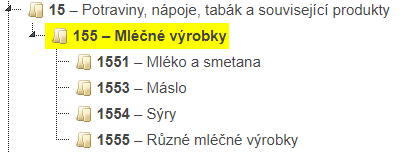 15 – Potraviny, nápoje, tabák a související produkty
155 – Mléčné výrobky
1551 – Mléko a smetana
1553 – Máslo
1554 – Sýry
1555 – Různé mléčné výrobky